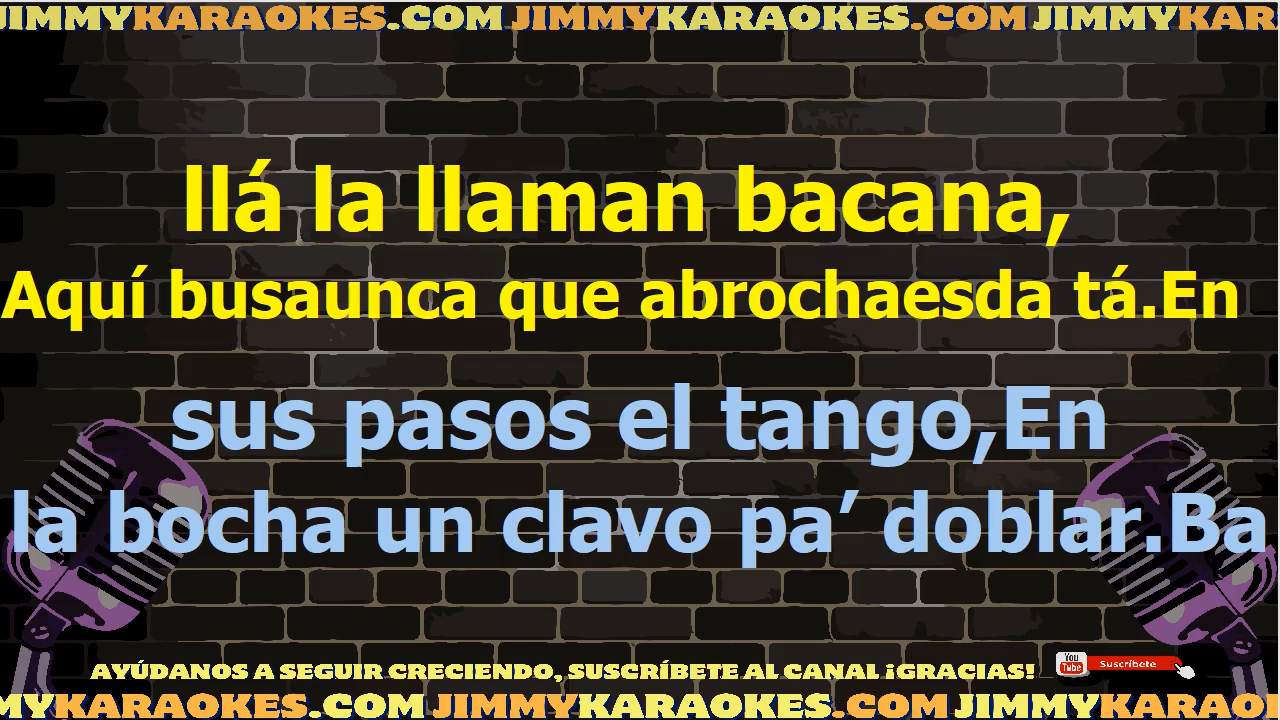 JIMMYKARAOKES.COM JIMMYKARAOKES.COM JIMMYKAR
llá la llaman bacana,
Aquí busaunca que abrochaesda tá.En
sus pasos el tango,En
la bocha un clavo pa’ doblar.Ba
AYÚDANOS A SEGUIR CRECIENDO, SUSCRÍBETE AL CANAL ¡GRACIAS!
You Tube Suscríbete
MYKARAOKES.COM JIMMYKARAOKES.COM JIMMYKARAOI